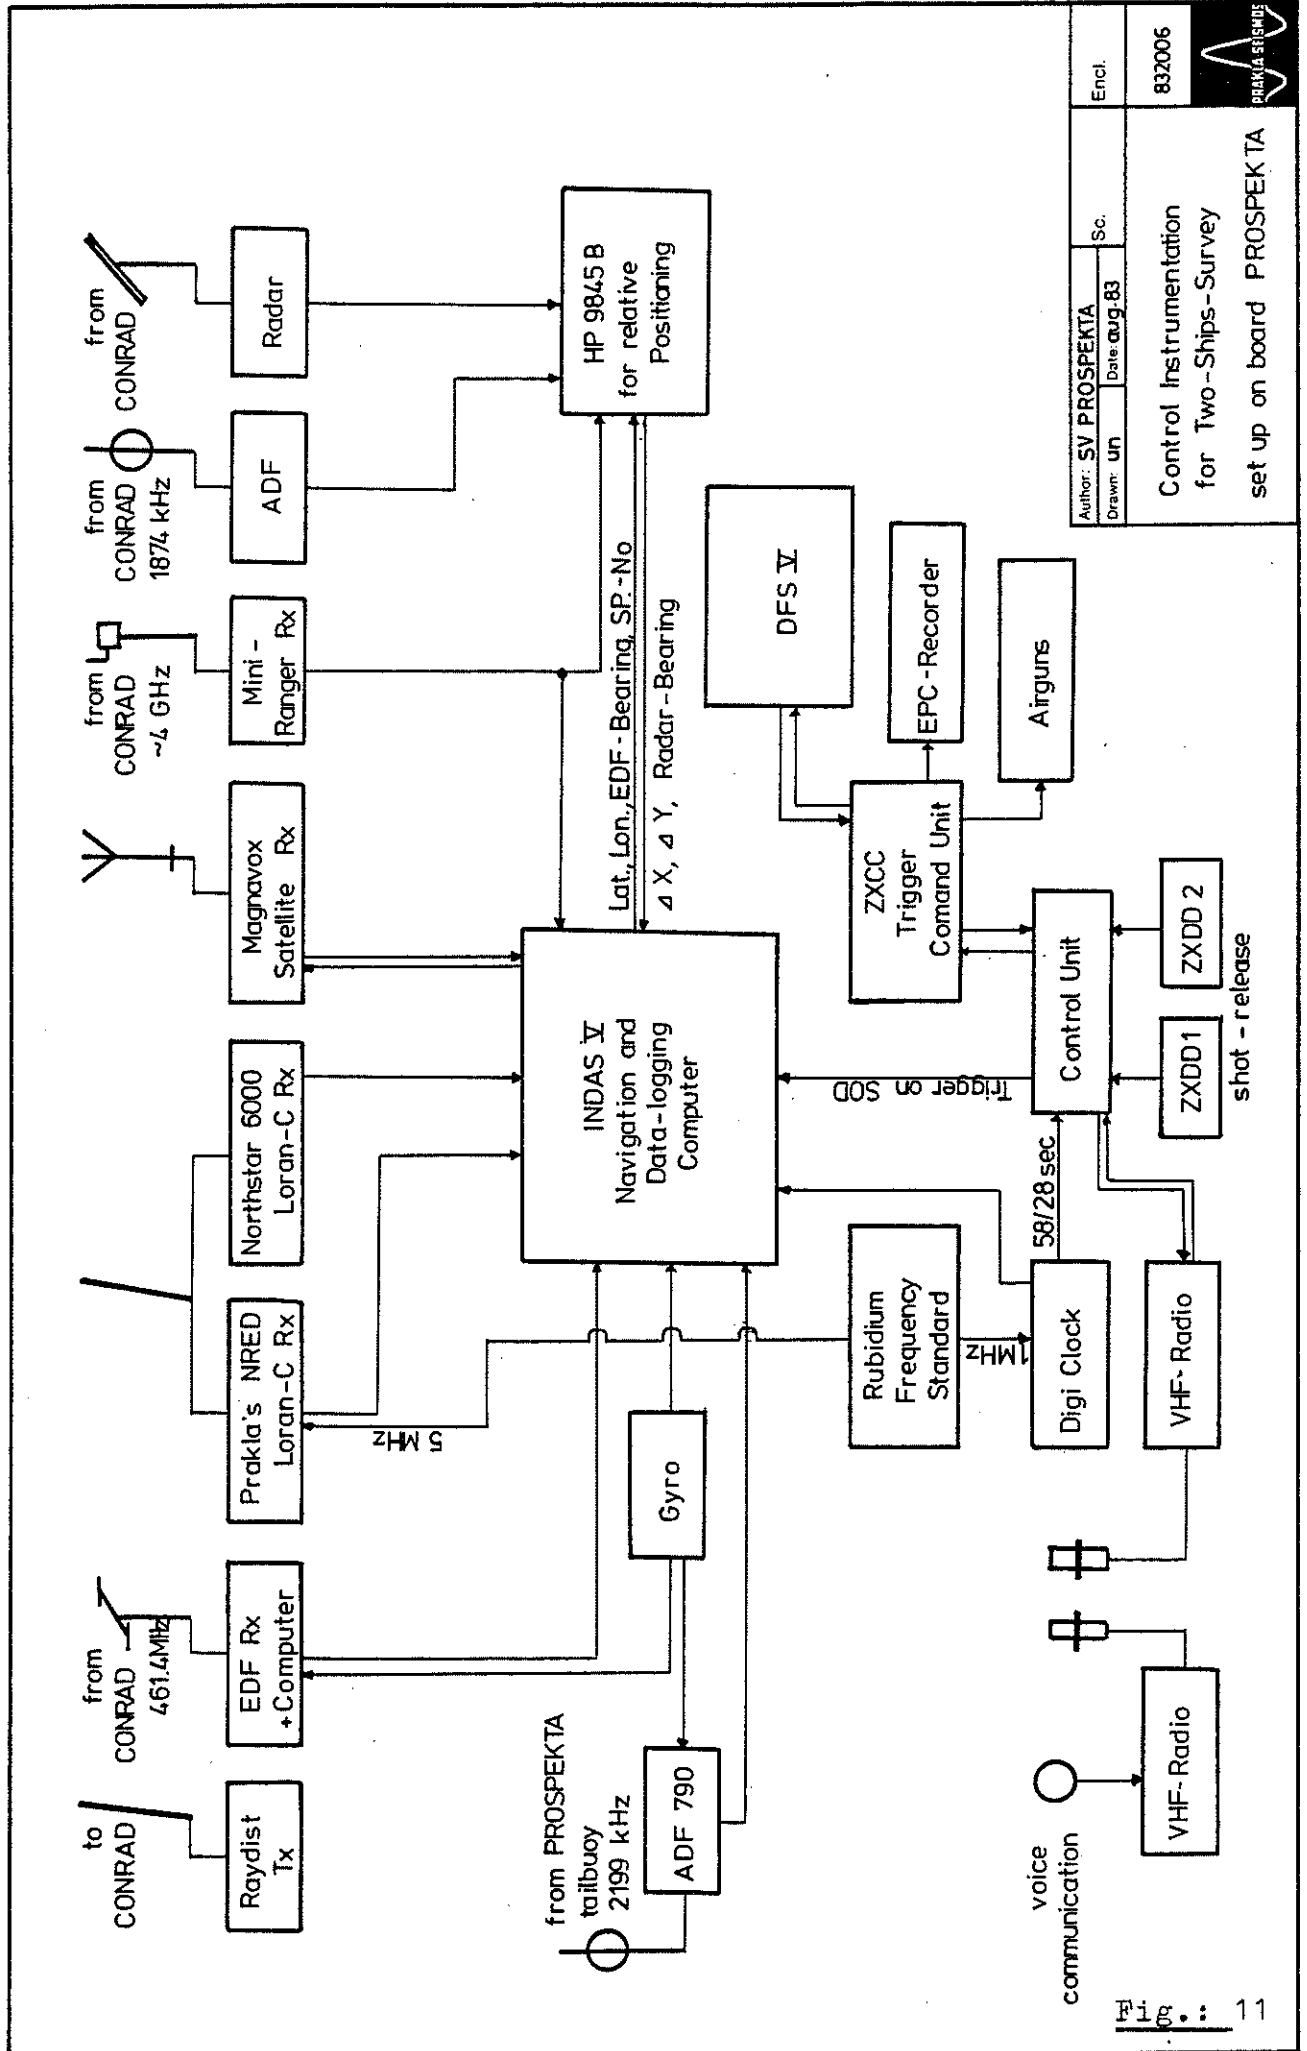 to
CONRAD
Raydist
Tx
from
CONRAD
461.4MHz
EDF Rx
+Computer
Prakla's NRED
Loran-C Rx
5 MHz
Northstar 6000
Loran-C Rx
Magnavox
Satellite Rx
from
CONRAD
~4 GHz
Mini-
Ranger Rx
from
CONRAD
1874 kHz
ADF
from
CONRAD
Radar
HP 9845 B
for relative
Positioning
Lat., Lon., EDF-Bearing, SP.-No
⊿ X, ⊿ Y, Radar-Bearing
INDAS V
Navigation and
Data-logging
Computer
Gyro
from PROSPEKTA
tailbuoy
2199 kHz
ADF 790
Rubidium
Frequency
Standard
1MHz
Digi Clock
58/28 sec
Trigger on SOD
Control Unit
ZXCC
Trigger
Comand Unit
DFS V
EPC-Recorder
Airguns
ZXDD1
ZXDD 2
shot-release
VHF-Radio
voice
communication
VHF-Radio
Author: SV PROSPEKTA
Sc.
Encl.
Drawn: un
Date: aug. 83
832006
Control Instrumentation
for Two-Ships-Survey
set up on board PROSPEKTA
PRAKLA SEISMOS
Fig.: 11